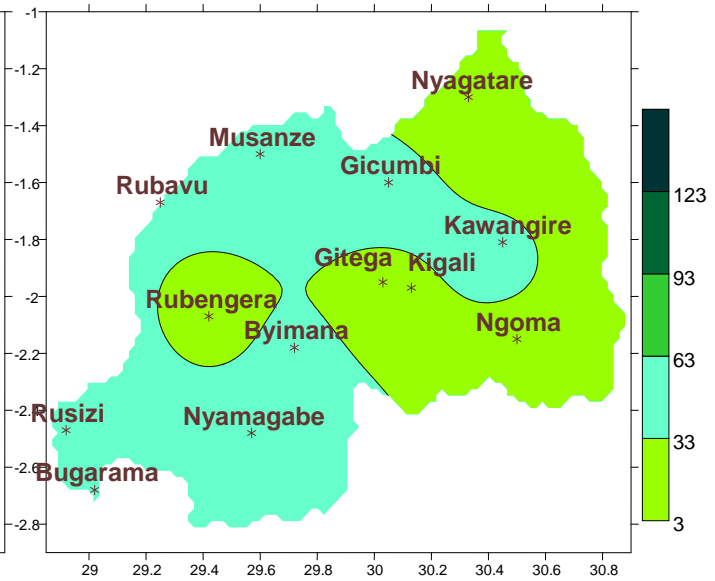 -1
-1.2
-1.4
-1.6
-1.8
-2
-2.2
-2.4
-2.6
-2.8
Nyagatare
Musanze
Gicumbi
Rubavu
Kawangire
Gitega
Kigali
Rubengera
Byimana
Ngoma
Rusizi
Nyamagabe
Bugarama
123
93
63
33
3
29 29.2 29.4 29.6 29.8 30 30.2 30.4 30.6 30.8